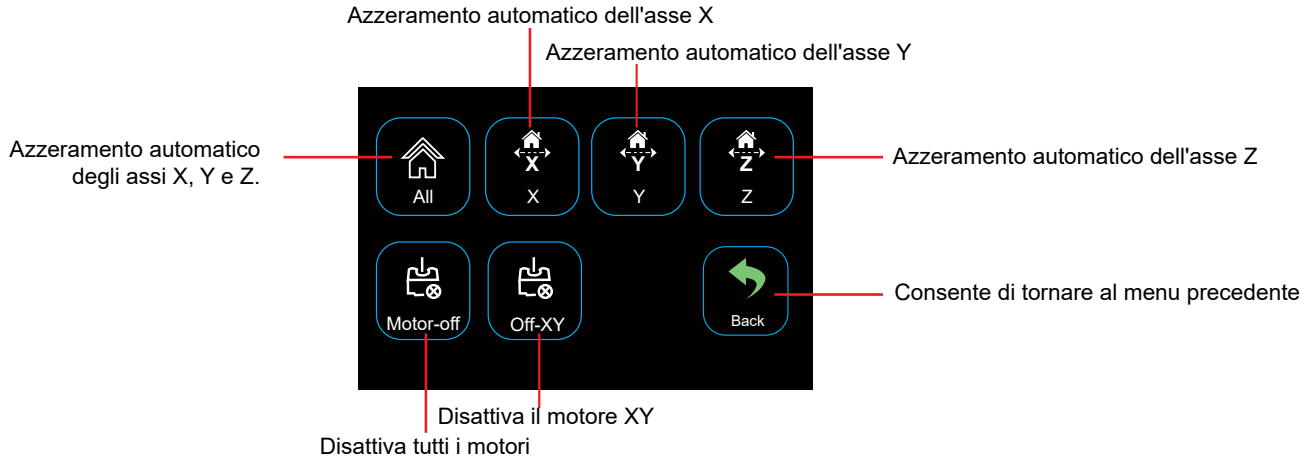 Azzeramento automatico dell'asse X
Azzeramento automatico dell'asse Y
Azzeramento automatico
degli assi X, Y e Z.
All
X
X
Y
Y
Z
Z
Azzeramento automatico dell'asse Z
Motor-off
Off-XY
Back
Consente di tornare al menu precedente
Disattiva il motore XY
Disattiva tutti i motori